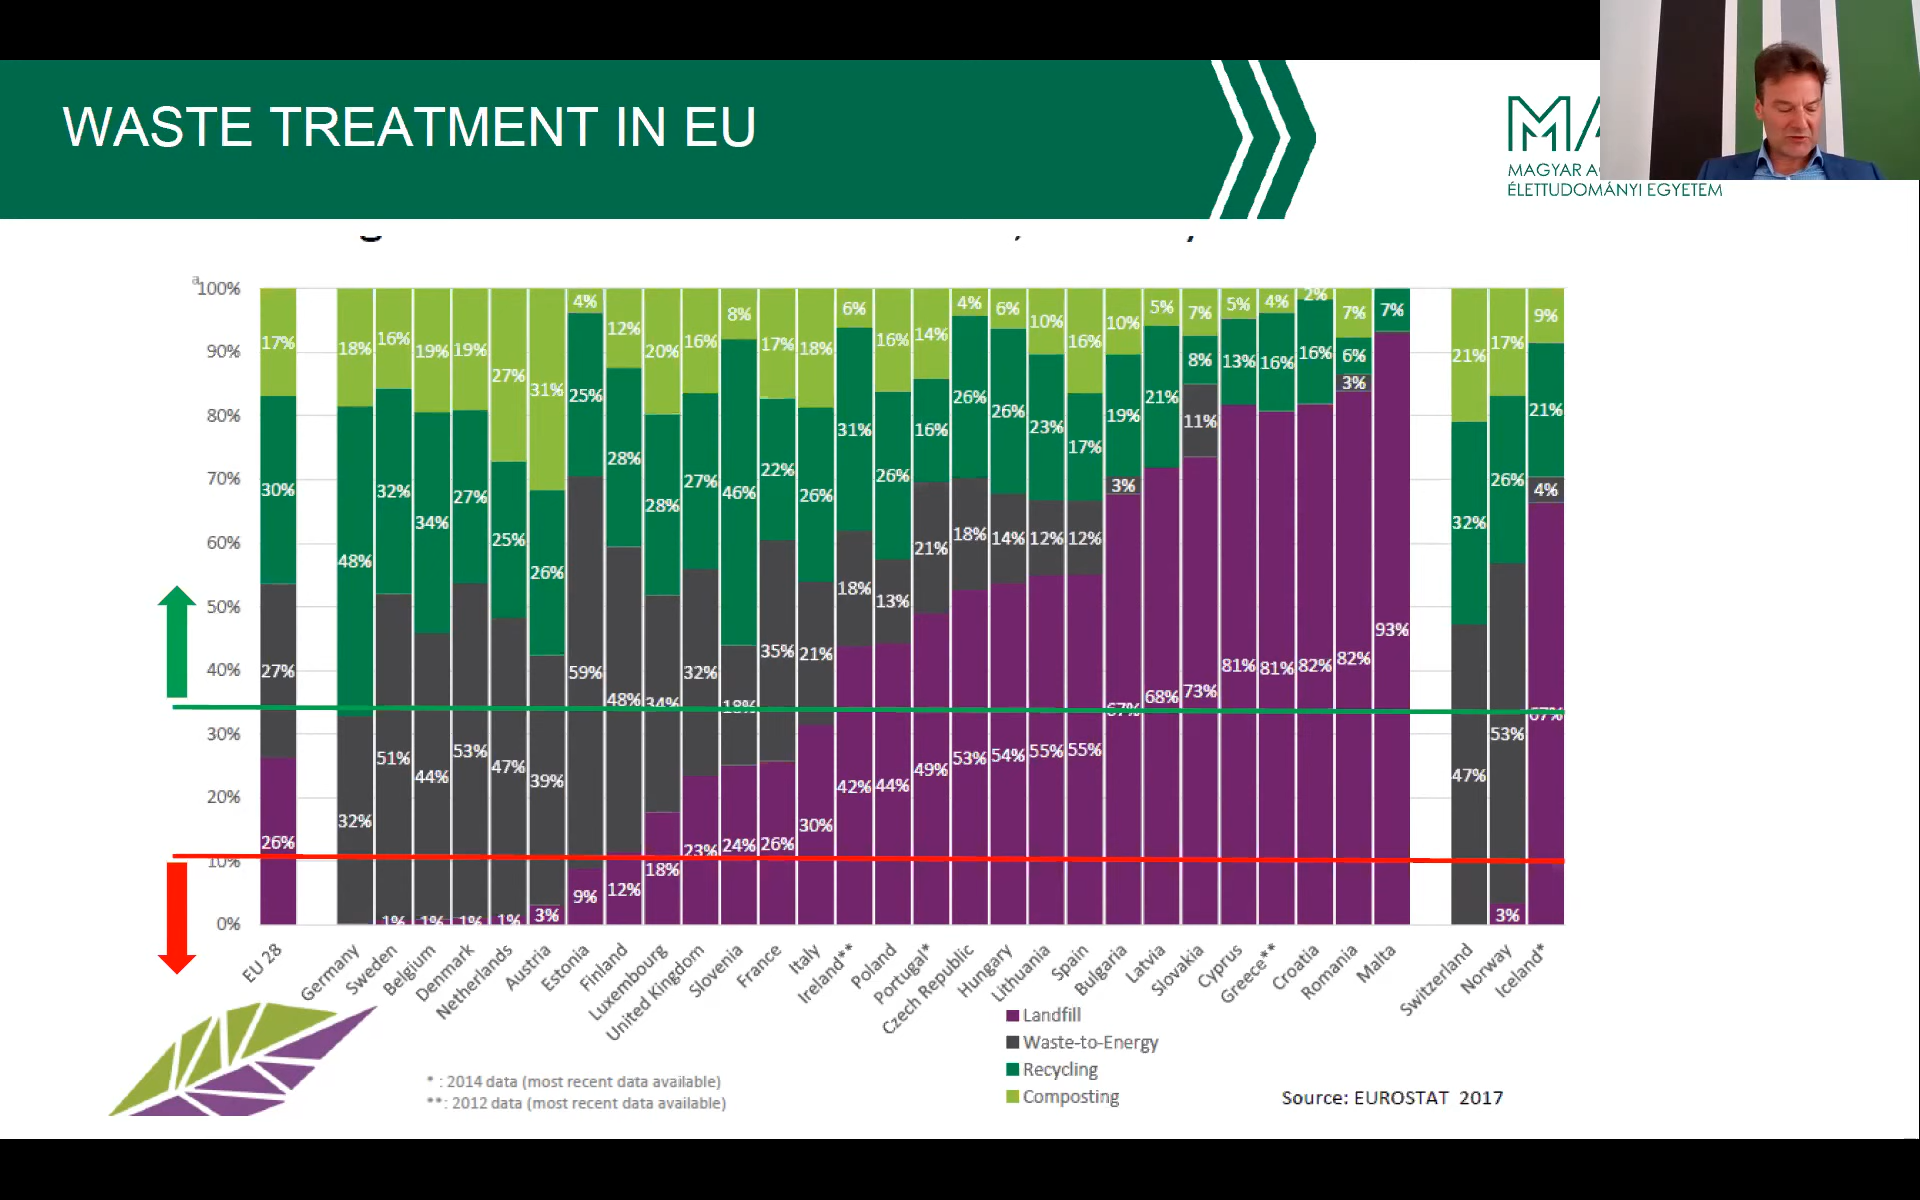 WASTE TREATMENT IN EU
MAGYAR
ÉLETTUDOMÁNYI EGYETEM
100%
90%
80%
70%
60%
50%
40%
30%
20%
10%
0%
17% 30% 27% 26%
18% 48% 32%
16% 32% 51% 1%
19% 34% 44% 1%
19% 27% 53% 1%
27% 25% 47% 1%
31% 26% 39% 3%
4% 25% 59% 9%
12% 28% 48% 12%
20% 28% 34% 18%
16% 27% 32% 23%
8% 46% 18% 24%
17% 22% 35% 26%
18% 26% 21% 30%
6% 31% 18% 42%
16% 26% 13% 44%
14% 16% 21% 49%
4% 26% 18% 53%
6% 26% 14% 54%
10% 23% 12% 55%
16% 17% 12% 55%
10% 19% 3% 67%
5% 21% 68%
7% 8% 11% 73%
5% 13% 81%
4% 16% 81%
2% 16% 82%
7% 6% 3% 82%
7% 93%
21% 32% 47%
17% 26% 53% 3%
9% 21% 4% 67%
EU 28
Germany
Sweden
Belgium
Denmark
Netherlands
Austria
Estonia
Finland
Luxembourg
United Kingdom
Slovenia
France
Italy
Ireland**
Poland
Portugal*
Czech Republic
Hungary
Lithuania
Spain
Bulgaria
Latvia
Slovakia
Cyprus
Greece**
Croatia
Romania
Malta
Switzerland
Norway
Iceland*
Landfill
Waste-to-Energy
Recycling
Composting
* : 2014 data (most recent data available)
**: 2012 data (most recent data available)
Source: EUROSTAT 2017